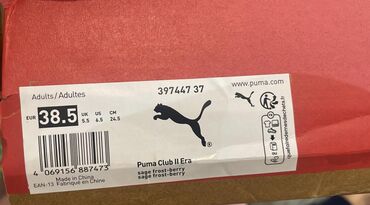 Adults/Adultes
397447 37
www.puma.com
EUR 38.5 UK 5.5 US 6.5 CM 24.5
Puma Club II Era
sage frost-berry
sage frost-berry
4 069156 887473
Made in China
EAN-13 Fabriqué en Chine
quefairedemesdechets.fr